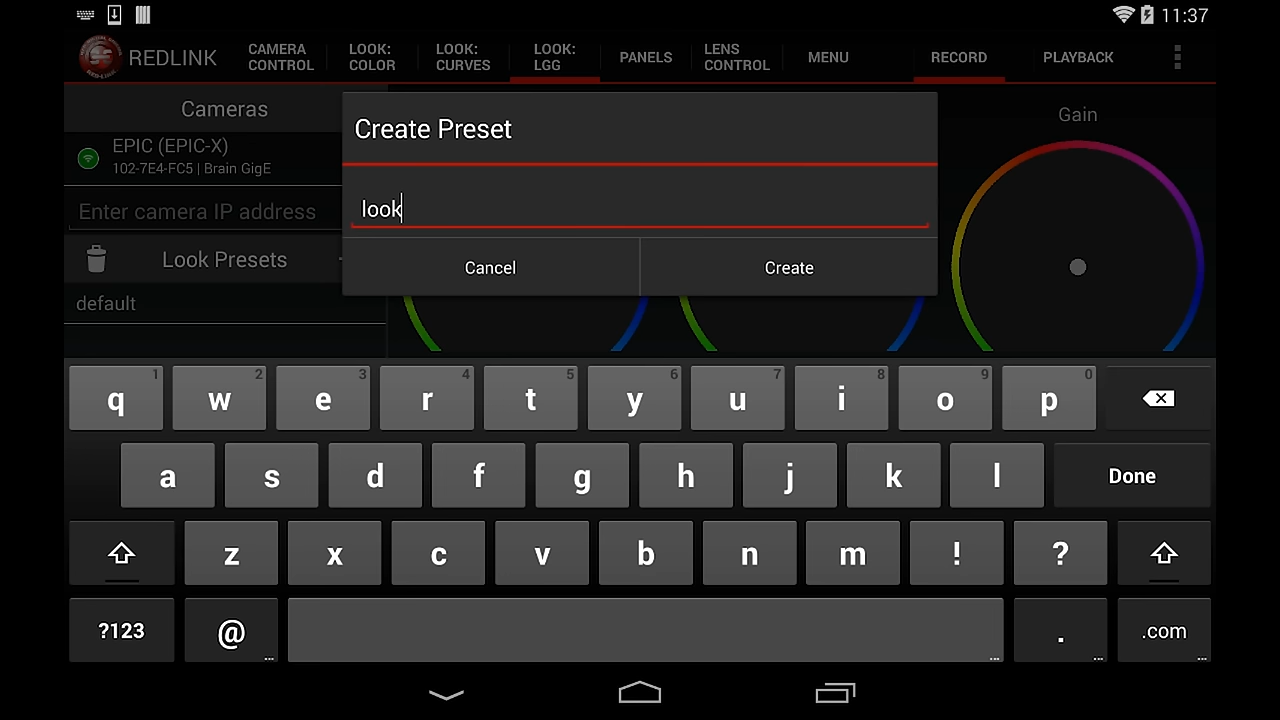 11:37
REDLINK
CAMERA
CONTROL
LOOK:
COLOR
LOOK:
CURVES
LOOK:
LGG
PANELS
LENS
CONTROL
MENU
RECORD
PLAYBACK
Cameras
EPIC (EPIC-X)
102-7E4-FC5 | Brain GigE
Enter camera IP address
Look Presets
default
Create Preset
look
Cancel
Create
Gain
q 1 w 2 e 3 r 4 t 5 y 6 u 7 i 8 o 9 p 0
a s d f g h j k l Done
z x c v b n m ! ?
?123 @ ... ... . ... .com ...